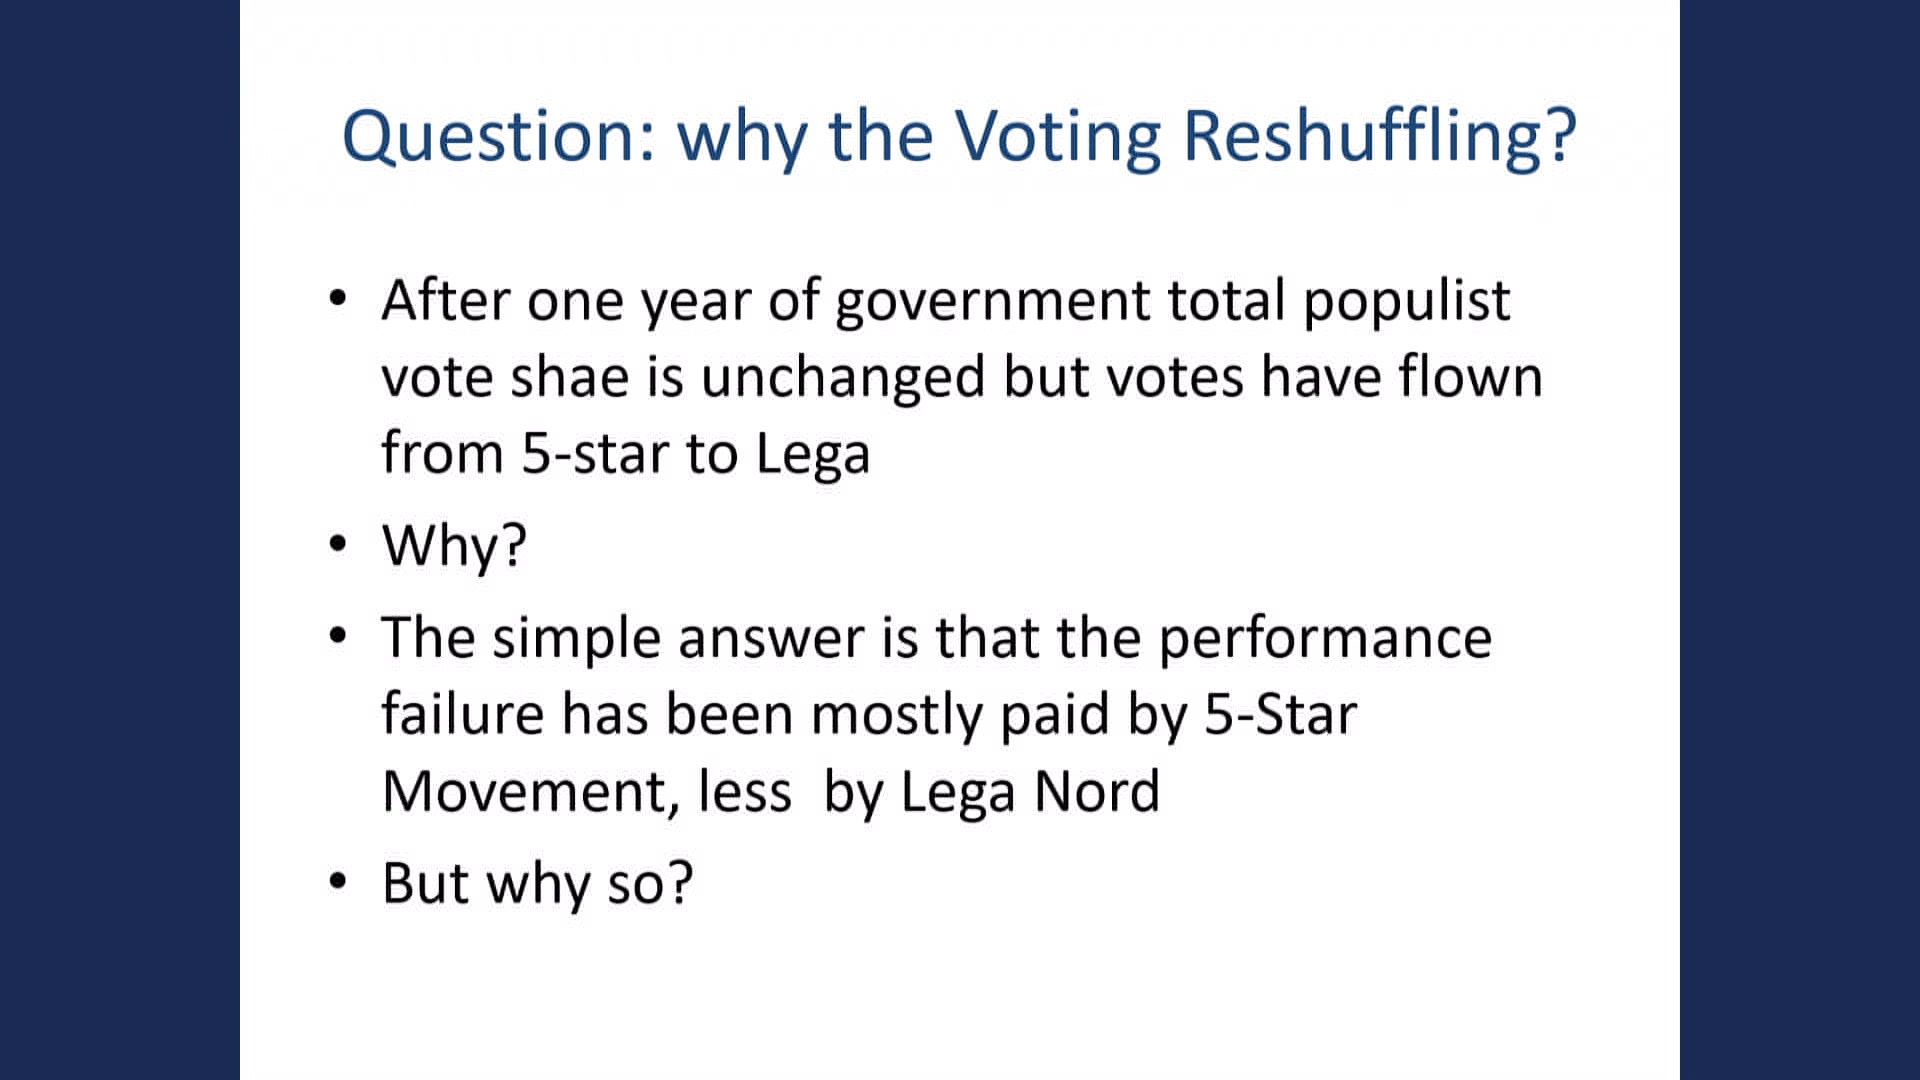 Question: why the Voting Reshuffling?
• After one year of government total populist
vote shae is unchanged but votes have flown
from 5-star to Lega
• Why?
• The simple answer is that the performance
failure has been mostly paid by 5-Star
Movement, less  by Lega Nord
• But why so?